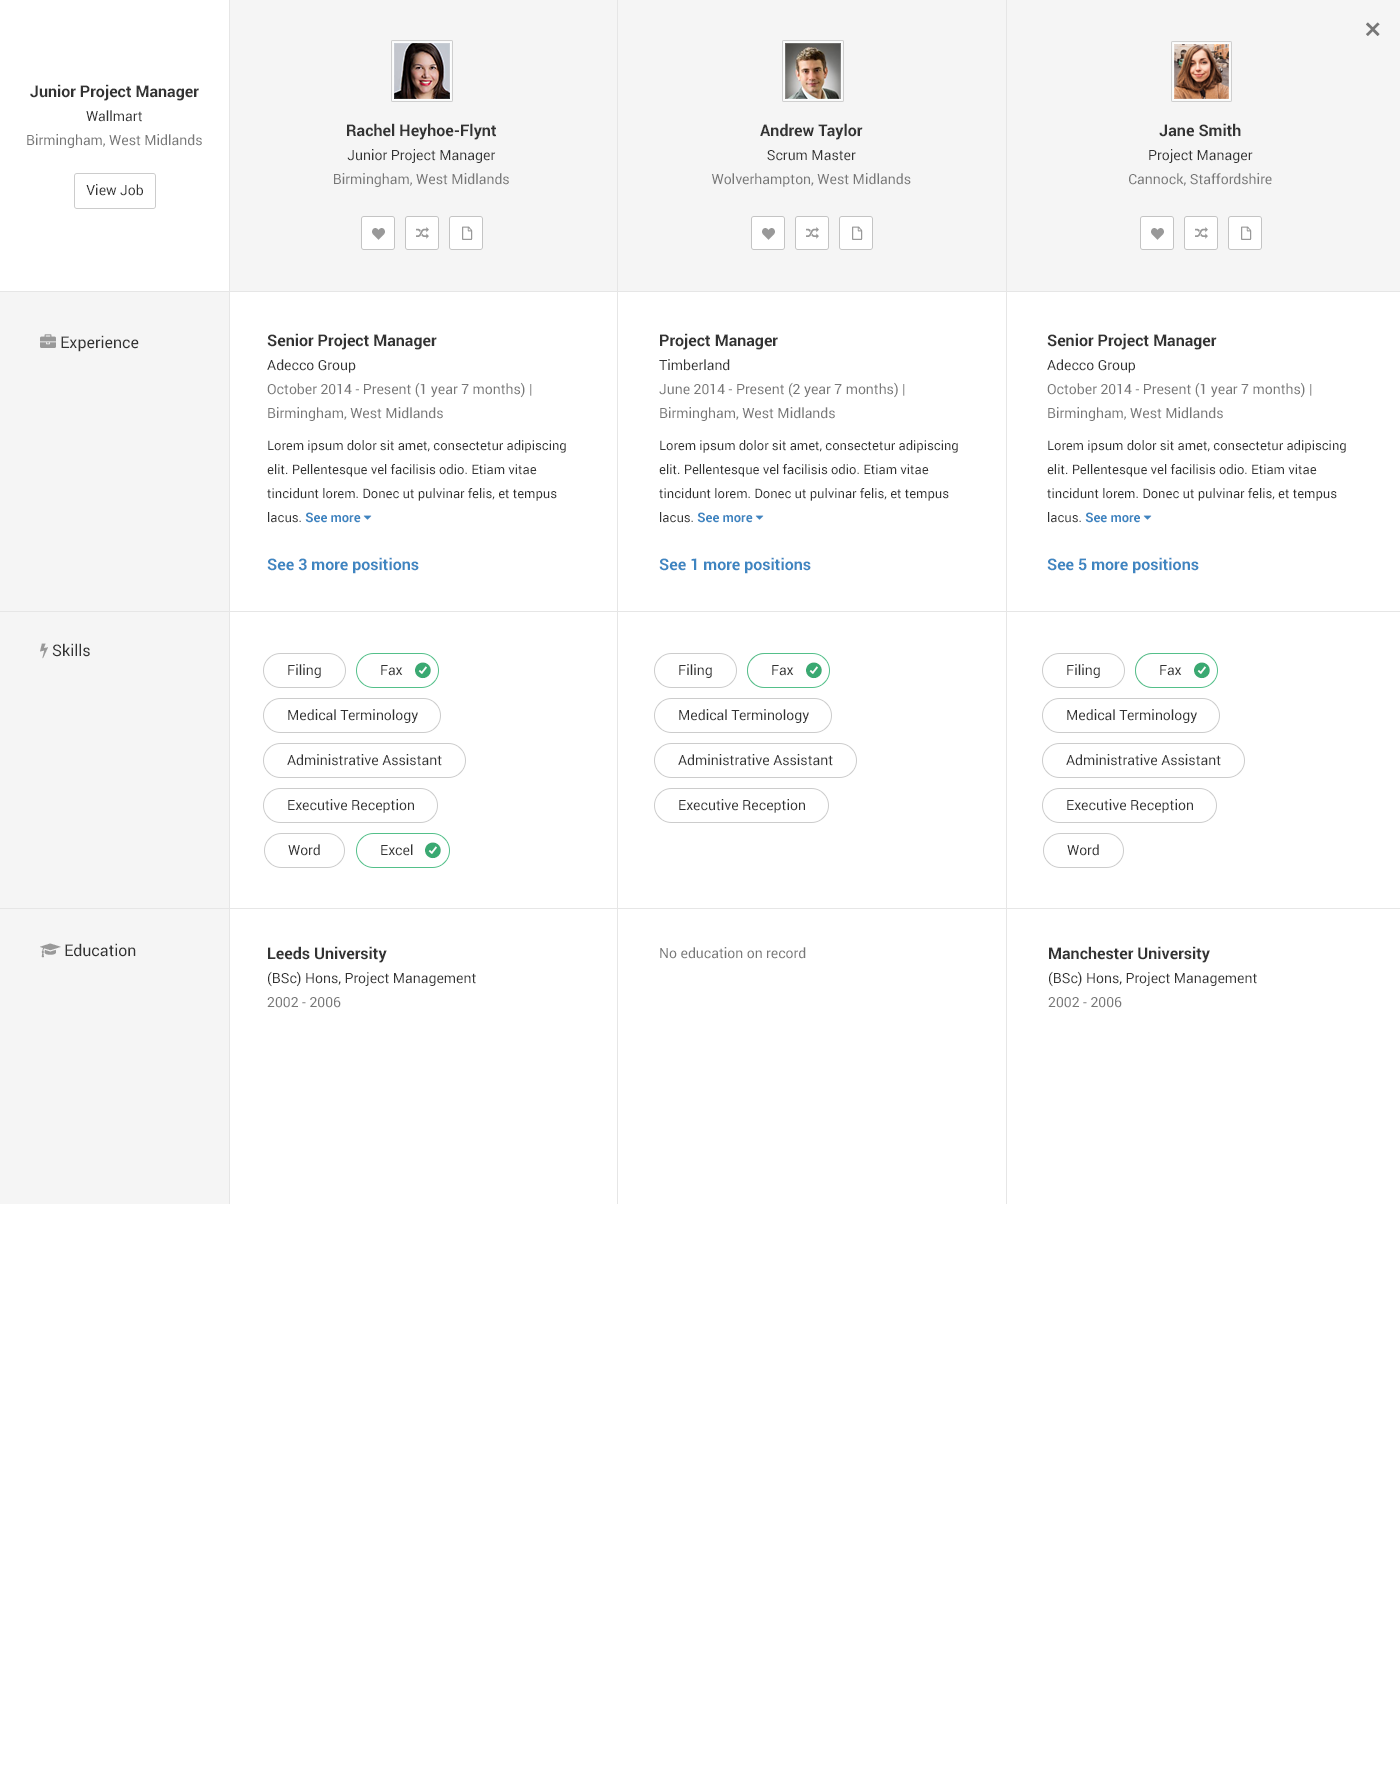 Junior Project Manager
Wallmart
Birmingham, West Midlands
View Job
Rachel Heyhoe-Flynt
Junior Project Manager
Birmingham, West Midlands
Andrew Taylor
Scrum Master
Wolverhampton, West Midlands
Jane Smith
Project Manager
Cannock, Staffordshire
Experience
Senior Project Manager
Adecco Group
October 2014 - Present (1 year 7 months) |
Birmingham, West Midlands
Lorem ipsum dolor sit amet, consectetur adipiscing
elit. Pellentesque vel facilisis odio. Etiam vitae
tincidunt lorem. Donec ut pulvinar felis, et tempus
lacus. See more
See 3 more positions
Project Manager
Timberland
June 2014 - Present (2 year 7 months) |
Birmingham, West Midlands
Lorem ipsum dolor sit amet, consectetur adipiscing
elit. Pellentesque vel facilisis odio. Etiam vitae
tincidunt lorem. Donec ut pulvinar felis, et tempus
lacus. See more
See 1 more positions
Senior Project Manager
Adecco Group
October 2014 - Present (1 year 7 months) |
Birmingham, West Midlands
Lorem ipsum dolor sit amet, consectetur adipiscing
elit. Pellentesque vel facilisis odio. Etiam vitae
tincidunt lorem. Donec ut pulvinar felis, et tempus
lacus. See more
See 5 more positions
Skills
Filing Fax
Medical Terminology
Administrative Assistant
Executive Reception
Word Excel
Filing Fax
Medical Terminology
Administrative Assistant
Executive Reception
Filing Fax
Medical Terminology
Administrative Assistant
Executive Reception
Word
Education
Leeds University
(BSc) Hons, Project Management
2002 - 2006
No education on record
Manchester University
(BSc) Hons, Project Management
2002 - 2006